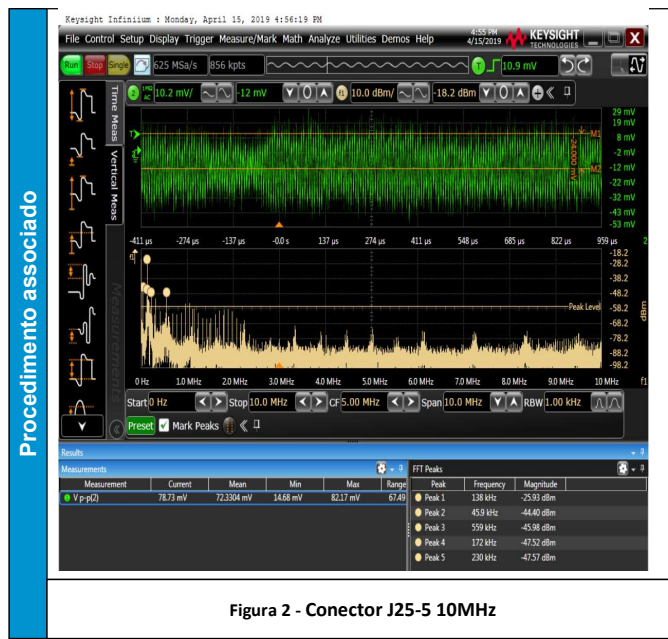 Keysight Infiniium : Monday, April 15, 2019 4:56:19 PM
File Control Setup Display Trigger Measure/Mark Math Analyze Utilities Demos Help
4:55 PM
4/15/2019
KEYSIGHT
TECHNOLOGIES
Run Stop Single 625 MSa/s 856 kpts T 10.9 mV
2 1MΩ AC 10.2 mV/ -12 mV f1 10.0 dBm/ -18.2 dBm
Time Meas
Vertical Meas
Measurements
29 mV
19 mV
8 mV
-2 mV
-12 mV
-22 mV
-32 mV
-43 mV
-53 mV
M1
M2
-24.000 mV
-411 µs -274 µs -137 µs -0.0 s 137 µs 274 µs 411 µs 548 µs 685 µs 822 µs 959 µs 2
-18.2
-28.2
-38.2
-48.2
-58.2
-68.2
-78.2
-88.2
-98.2
dBm
Peak Level
0 Hz 1.0 MHz 2.0 MHz 3.0 MHz 4.0 MHz 5.0 MHz 6.0 MHz 7.0 MHz 8.0 MHz 9.0 MHz 10 MHz f1
Start 0 Hz Stop 10.0 MHz CF 5.00 MHz Span 10.0 MHz RBW 1.00 kHz
Preset Mark Peaks
Results
Measurements
Measurement Current Mean Min Max Range
V p-p(2) 78.73 mV 72.3304 mV 14.68 mV 82.17 mV 67.49
FFT Peaks
Peak Frequency Magnitude
Peak 1 138 kHz -25.93 dBm
Peak 2 45.9 kHz -44.40 dBm
Peak 3 559 kHz -45.98 dBm
Peak 4 172 kHz -47.52 dBm
Peak 5 230 kHz -47.57 dBm
Procedimento associado
Figura 2 - Conector J25-5 10MHz